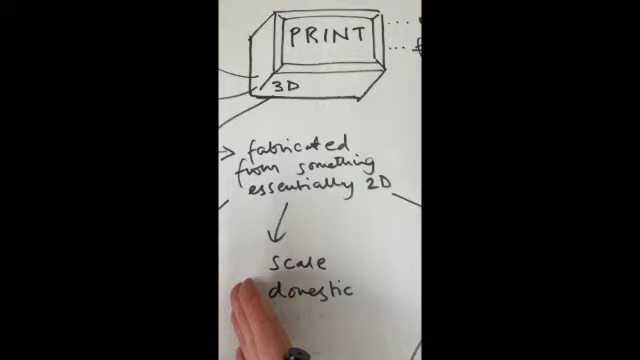 PRINT
3D
fabricated
from something
essentially 2D
scale
domestic